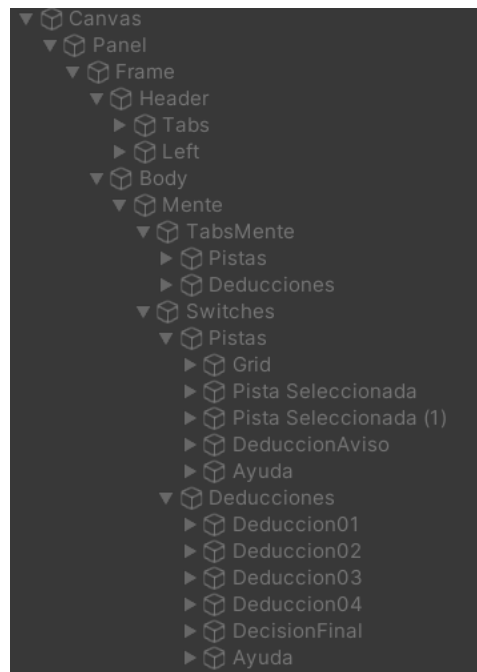 Canvas
Panel
Frame
Header
Tabs
Left
Body
Mente
TabsMente
Pistas
Deducciones
Switches
Pistas
Grid
Pista Seleccionada
Pista Seleccionada (1)
DeduccionAviso
Ayuda
Deducciones
Deduccion01
Deduccion02
Deduccion03
Deduccion04
DecisionFinal
Ayuda